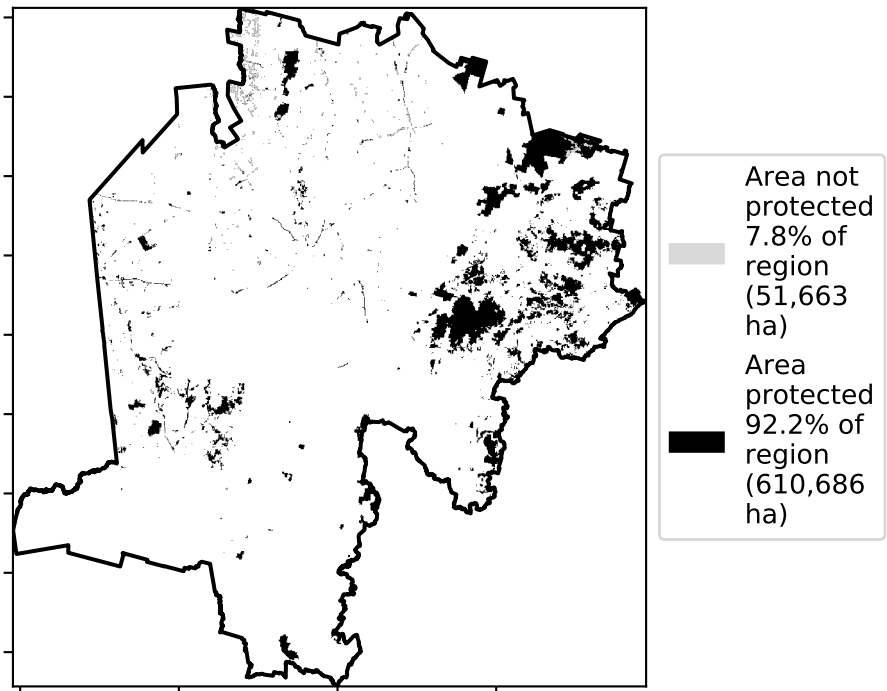 Area not
protected
7.8% of
region
(51,663
ha)
Area
protected
92.2% of
region
(610,686
ha)